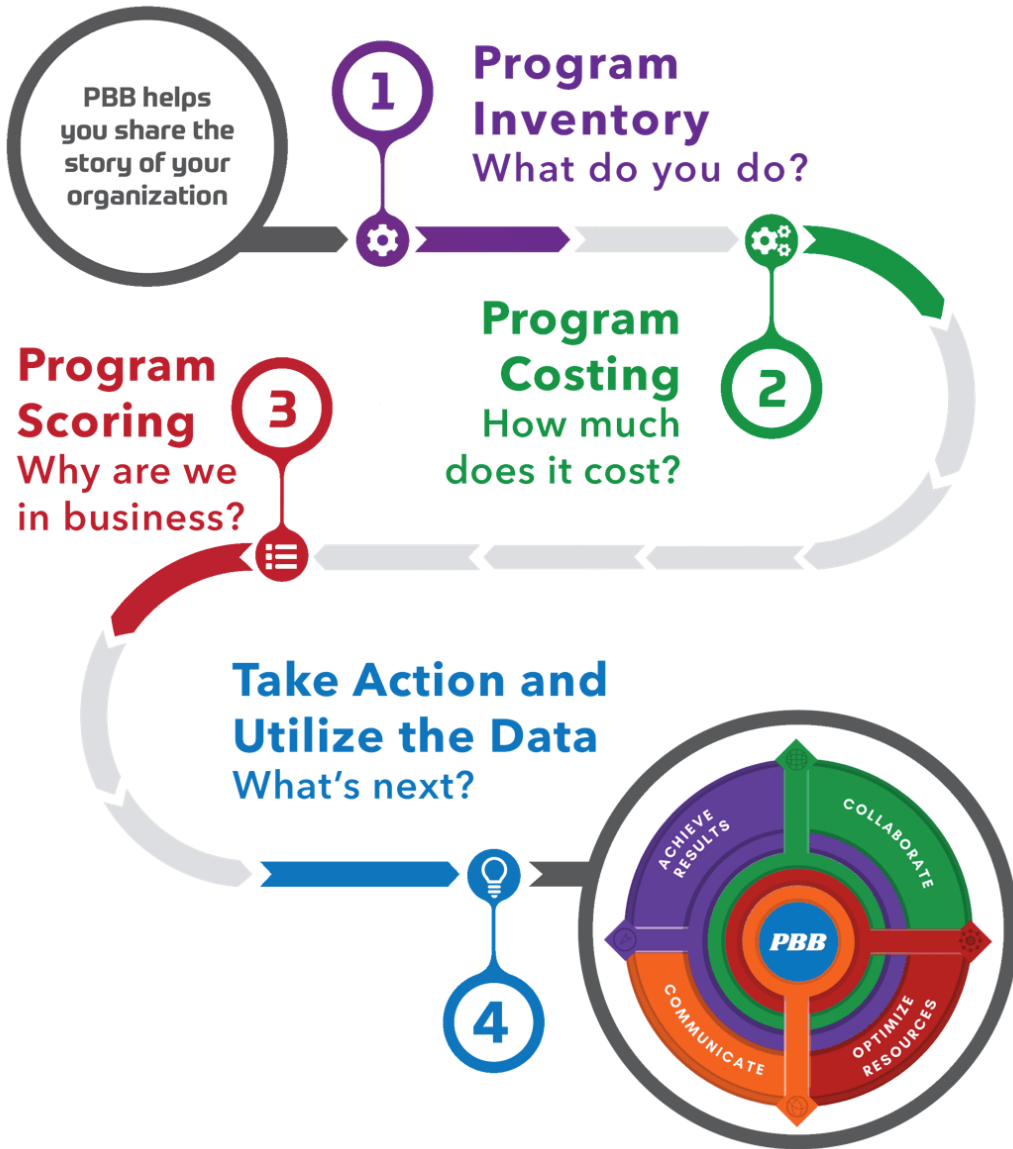 PBB helps
you share the
story of your
organization
1
Program
Inventory
What do you do?
Program
Costing
How much
does it cost?
2
Program
Scoring
Why are we
in business?
3
Take Action and
Utilize the Data
What's next?
4
ACHIEVE
RESULTS
COLLABORATE
PBB
COMMUNICATE
OPTIMIZE
RESOURCES